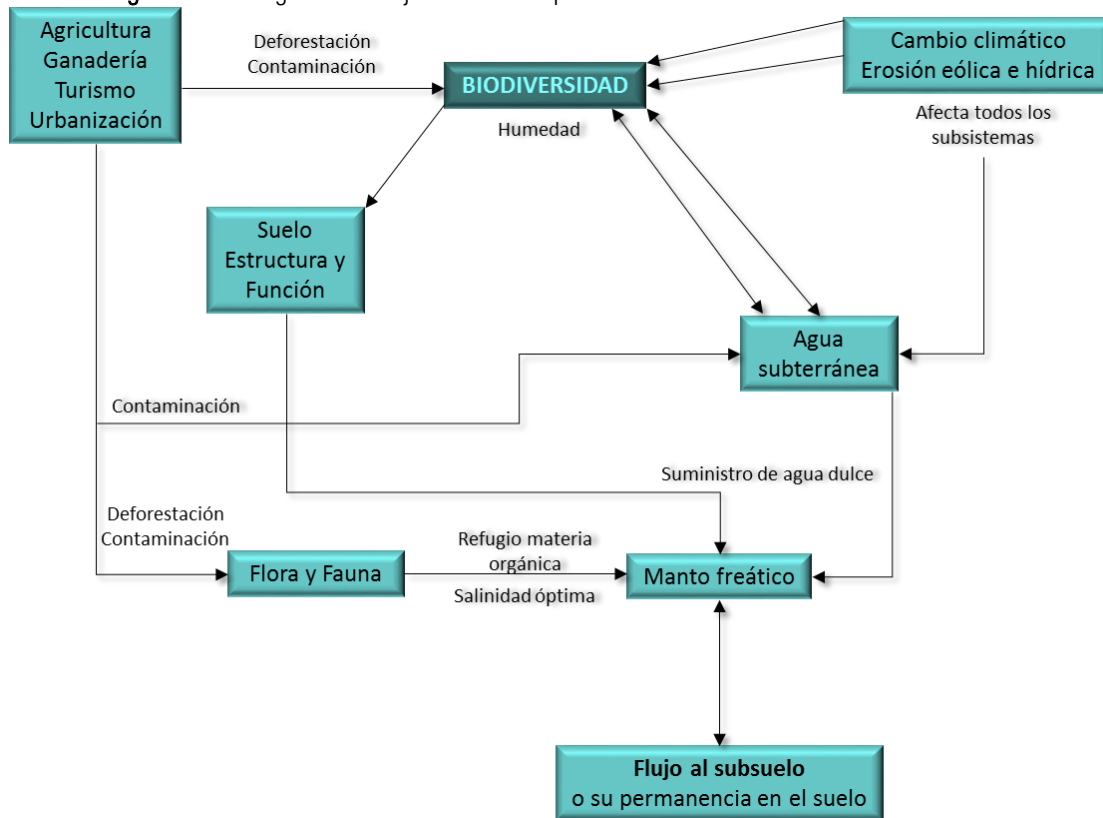 Agricultura
Ganadería
Turismo
Urbanización
Deforestación
Contaminación
BIODIVERSIDAD
Humedad
Cambio climático
Erosión eólica e hídrica
Afecta todos los
subsistemas
Suelo
Estructura y
Función
Agua
subterránea
Contaminación
Suministro de agua dulce
Deforestación
Contaminación
Flora y Fauna
Refugio materia
orgánica
Salinidad óptima
Manto freático
Flujo al subsuelo
o su permanencia en el suelo